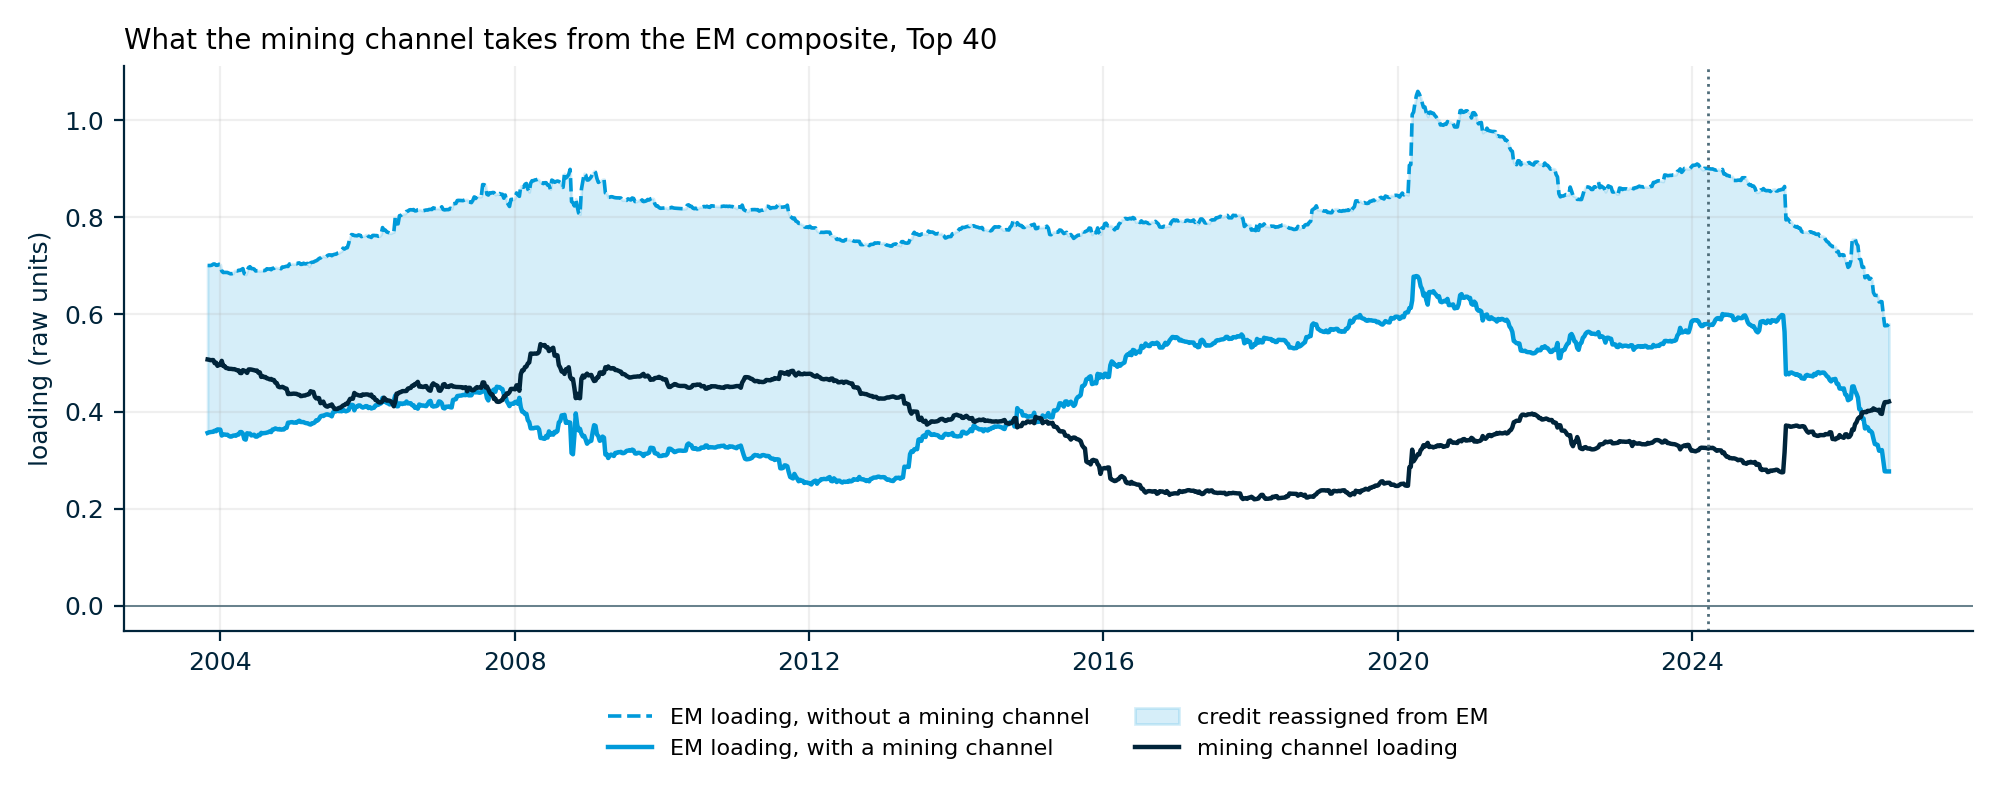 What the mining channel takes from the EM composite, Top 40
loading (raw units)
1.0
0.8
0.6
0.4
0.2
0.0
2004
2008
2012
2016
2020
2024
EM loading, without a mining channel
EM loading, with a mining channel
credit reassigned from EM
mining channel loading